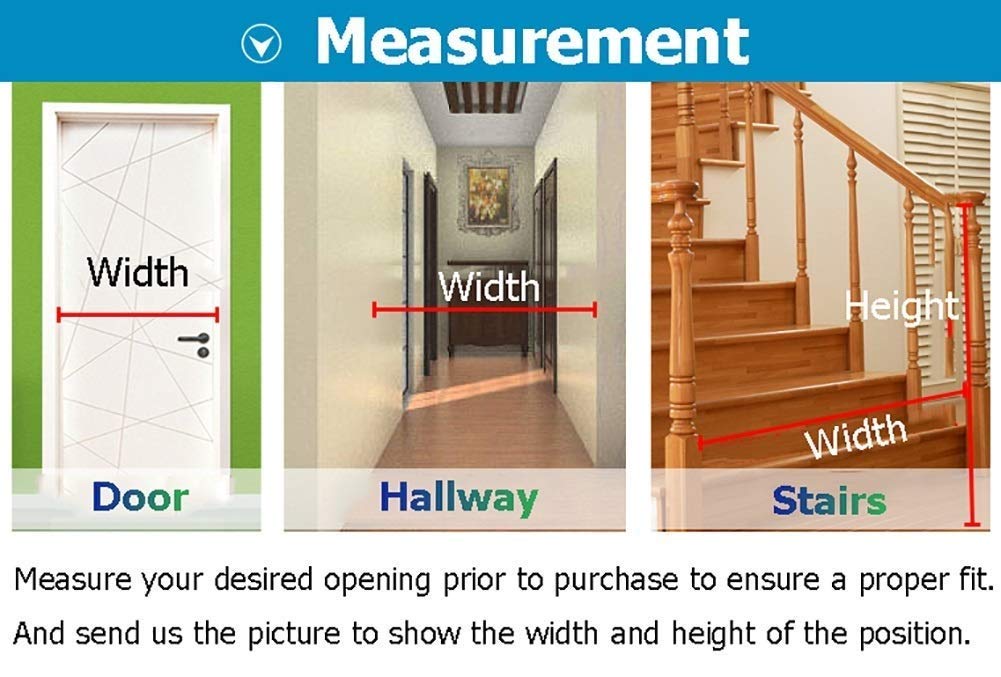 Measurement
Width
Width
Height
Width
Door
Hallway
Stairs
Measure your desired opening prior to purchase to ensure a proper fit.
And send us the picture to show the width and height of the position.